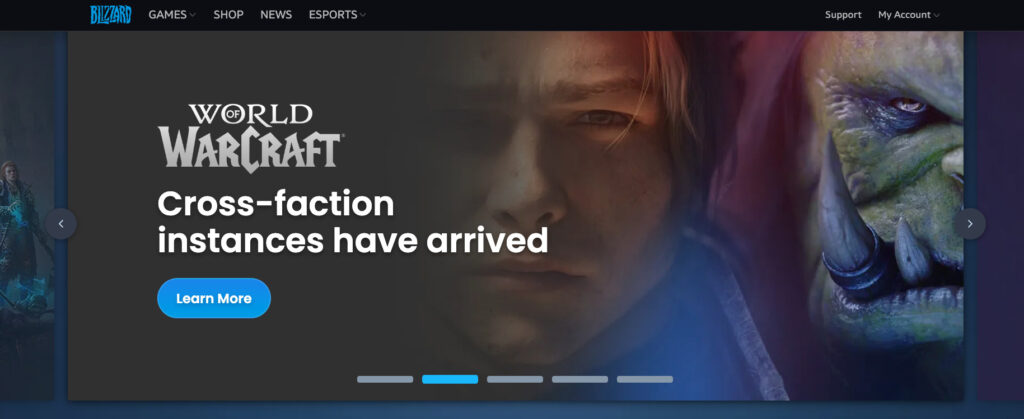 BLIZZARD
GAMES
SHOP
NEWS
ESPORTS
Support
My Account
WORLD OF
WARCRAFT
Cross-faction
instances have arrived
Learn More